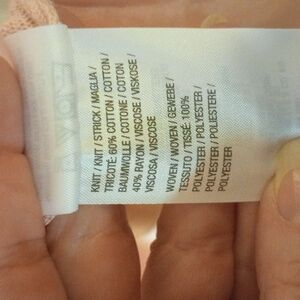 KNIT / KNIT / STRICK / MAGLIA /
TRICOTÉ: 60% COTTON / COTTON /
BAUMWOLLE / COTONE / COTON
40% RAYON / VISCOSE / VISKOSE /
VISCOSA / VISCOSE
WOVEN / WOVEN / GEWEBE /
TESSUTO / TISSÉ: 100%
POLYESTER / POLYESTER /
POLYESTER / POLIESTERE /
POLYESTER